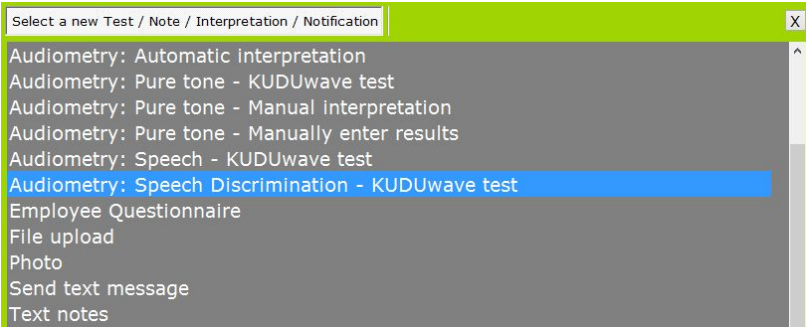 Select a new Test / Note / Interpretation / Notification
X
Audiometry: Automatic interpretation
Audiometry: Pure tone - KUDUwave test
Audiometry: Pure tone - Manual interpretation
Audiometry: Pure tone - Manually enter results
Audiometry: Speech - KUDUwave test
Audiometry: Speech Discrimination - KUDUwave test
Employee Questionnaire
File upload
Photo
Send text message
Text notes